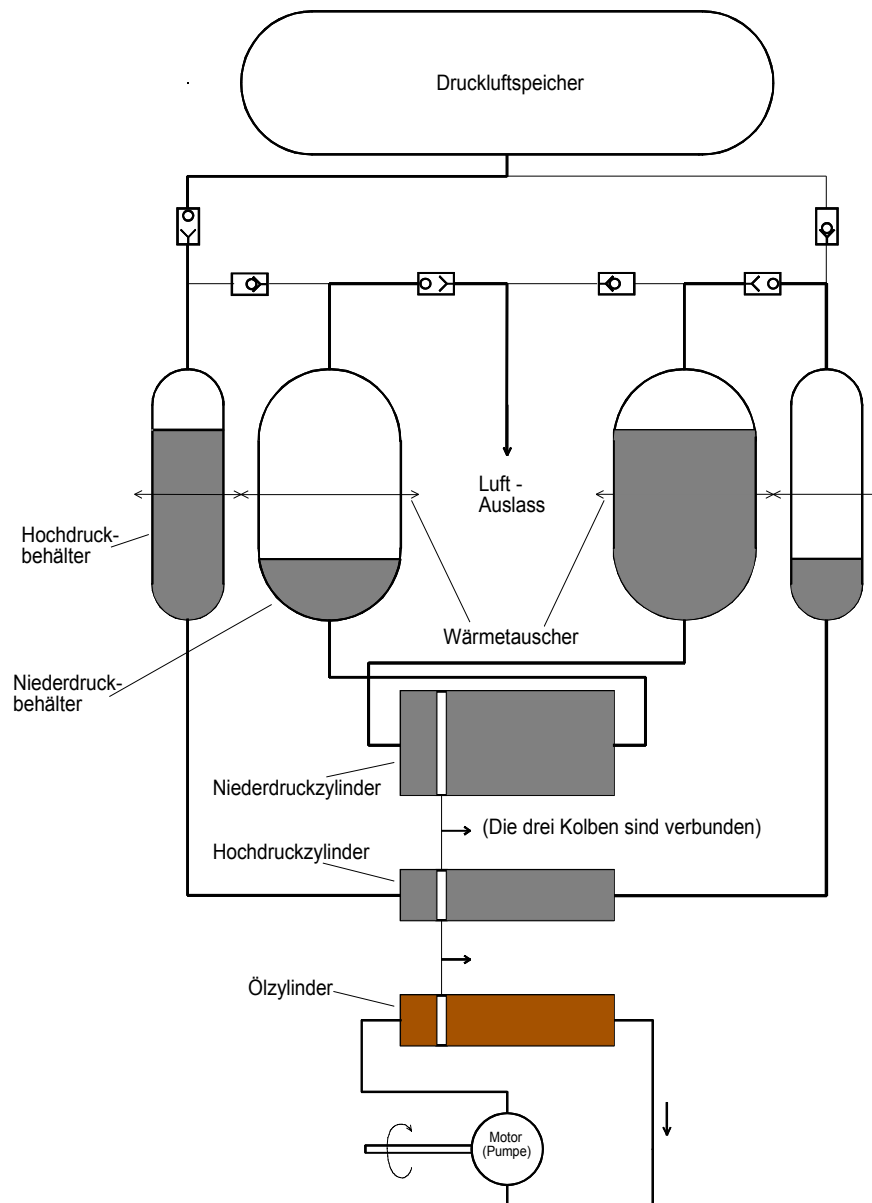 Druckluftspeicher
Luft -
Auslass
Hochdruck-
behälter
Wärmetauscher
Niederdruck-
behälter
Niederdruckzylinder
(Die drei Kolben sind verbunden)
Hochdruckzylinder
Ölzylinder
Motor
(Pumpe)